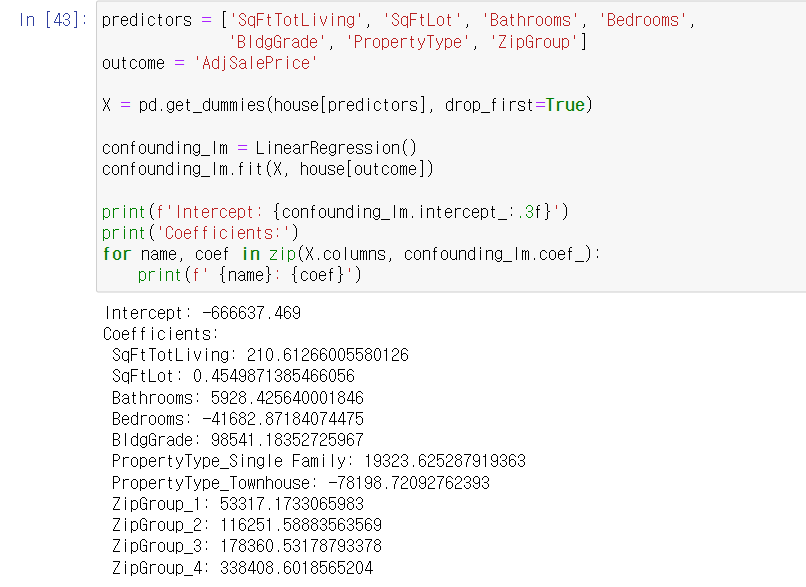 In [43]: predictors = ['SqFtTotLiving', 'SqFtLot', 'Bathrooms', 'Bedrooms',
'BldgGrade', 'PropertyType', 'ZipGroup']
outcome = 'AdjSalePrice'
X = pd.get_dummies(house[predictors], drop_first=True)
confounding_lm = LinearRegression()
confounding_lm.fit(X, house[outcome])
print(f'Intercept: {confounding_lm.intercept_:.3f}')
print('Coefficients:')
for name, coef in zip(X.columns, confounding_lm.coef_):
print(f' {name}: {coef}')
Intercept: -666637.469
Coefficients:
SqFtTotLiving: 210.61266005580126
SqFtLot: 0.4549871385466056
Bathrooms: 5928.425640001846
Bedrooms: -41682.87184074475
BldgGrade: 98541.18352725967
PropertyType_Single Family: 19323.625287919363
PropertyType_Townhouse: -78198.72092762393
ZipGroup_1: 53317.1733065983
ZipGroup_2: 116251.58883563569
ZipGroup_3: 178360.53178793378
ZipGroup_4: 338408.6018565204